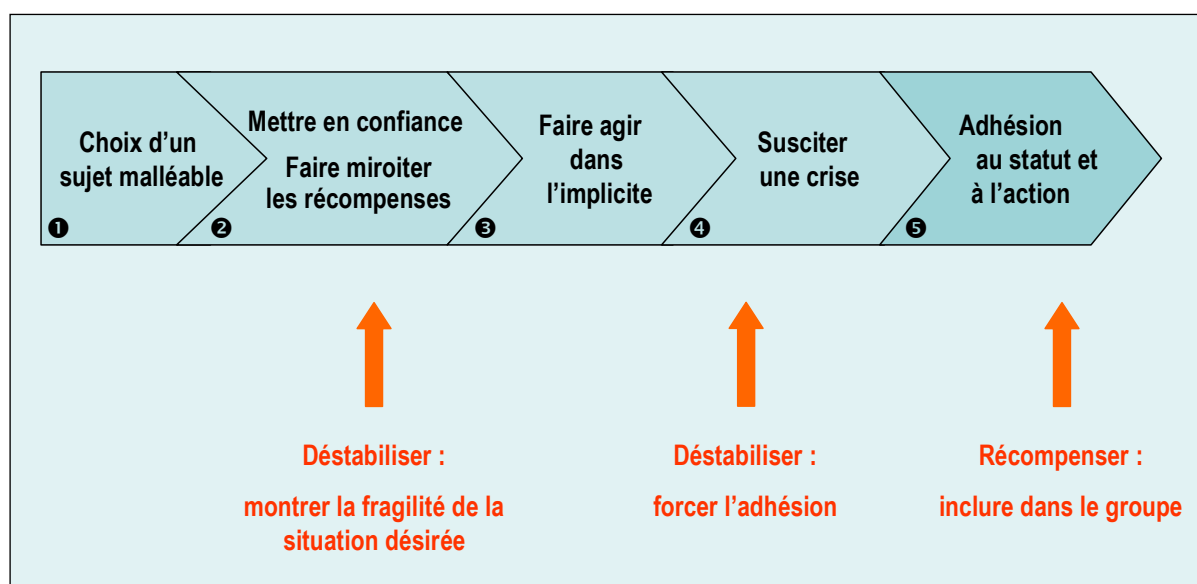 Choix d'un
sujet malléable
❶
Mettre en confiance
Faire miroiter
les récompenses
❷
Faire agir
dans
l'implicite
❸
Susciter
une crise
❹
Adhésion
au statut et
à l'action
❺
Déstabiliser :
montrer la fragilité de la
situation désirée
Déstabiliser :
forcer l'adhésion
Récompenser :
inclure dans le groupe